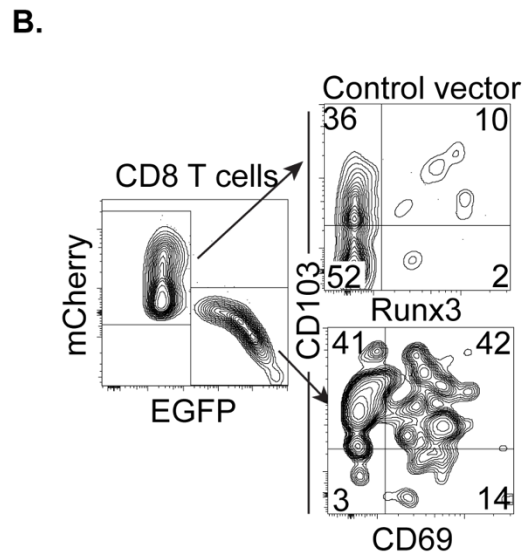 B.
Control vector
36 10
CD8 T cells
mCherry
EGFP
CD103
52 2
Runx3
41 42
3 14
CD69